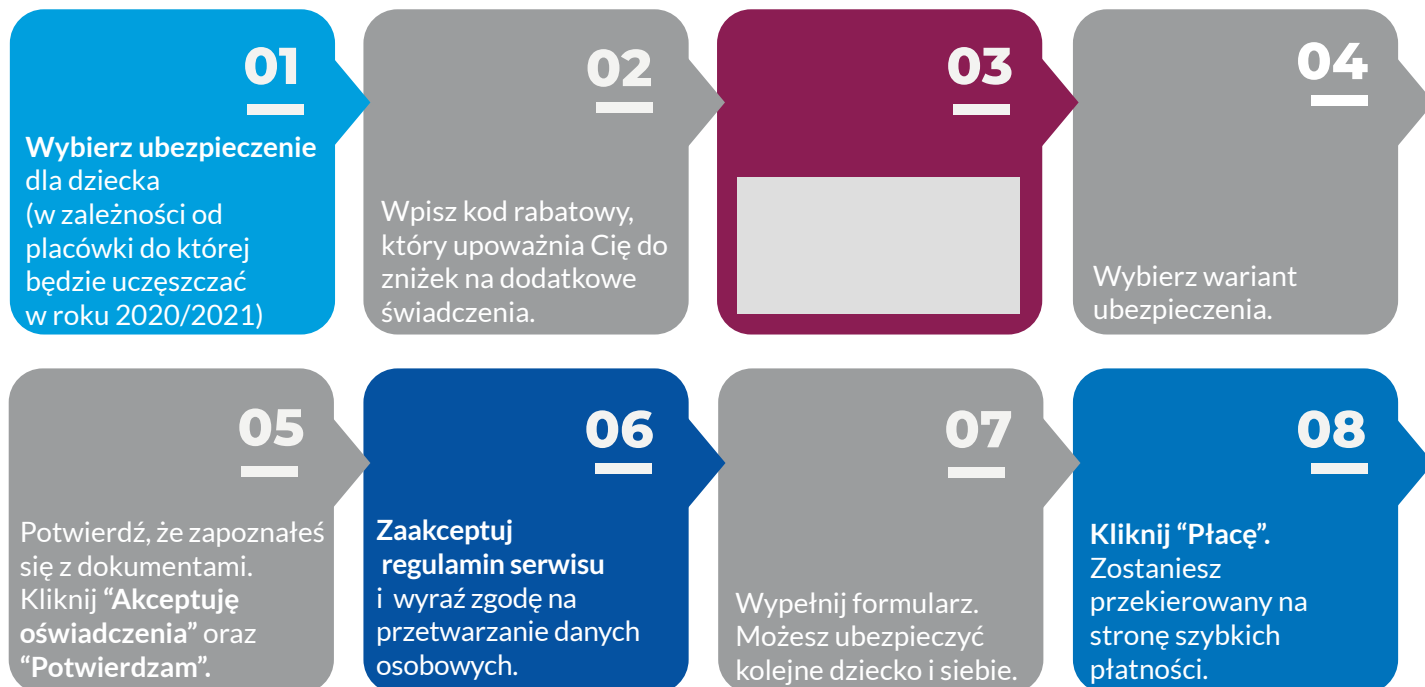 01
Wybierz ubezpieczenie
dla dziecka
(w zależności od
placówki do której
będzie uczęszczać
w roku 2020/2021)
02
Wpisz kod rabatowy,
który upoważnia Cię do
zniżek na dodatkowe
świadczenia.
03
04
Wybierz wariant
ubezpieczenia.
05
Potwierdź, że zapoznałeś
się z dokumentami.
Kliknij “Akceptuję
oświadczenia” oraz
“Potwierdzam”.
06
Zaakceptuj
regulamin serwisu
i wyraź zgodę na
przetwarzanie danych
osobowych.
07
Wypełnij formularz.
Możesz ubezpieczyć
kolejne dziecko i siebie.
08
Kliknij “Płacę”.
Zostaniesz
przekierowany na
stronę szybkich
płatności.